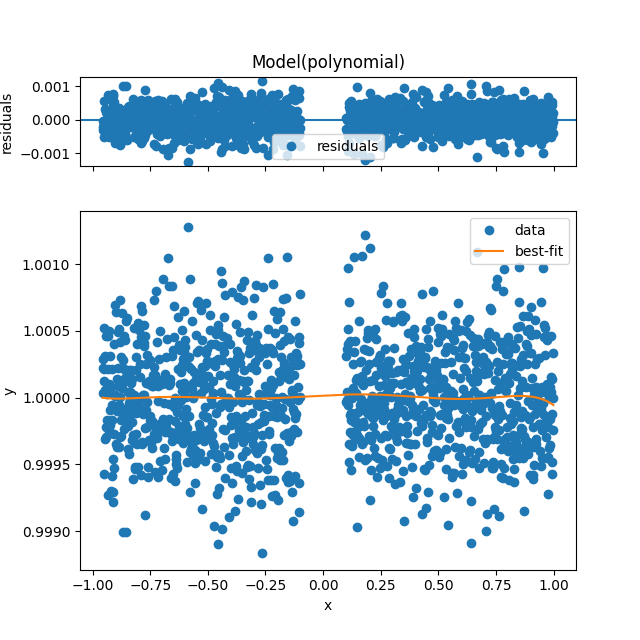 Model(polynomial)
0.001
0.000
−0.001
residuals
residuals
data
best-fit
1.0010
1.0005
1.0000
0.9995
0.9990
y
−1.00 −0.75 −0.50 −0.25 0.00 0.25 0.50 0.75 1.00
x